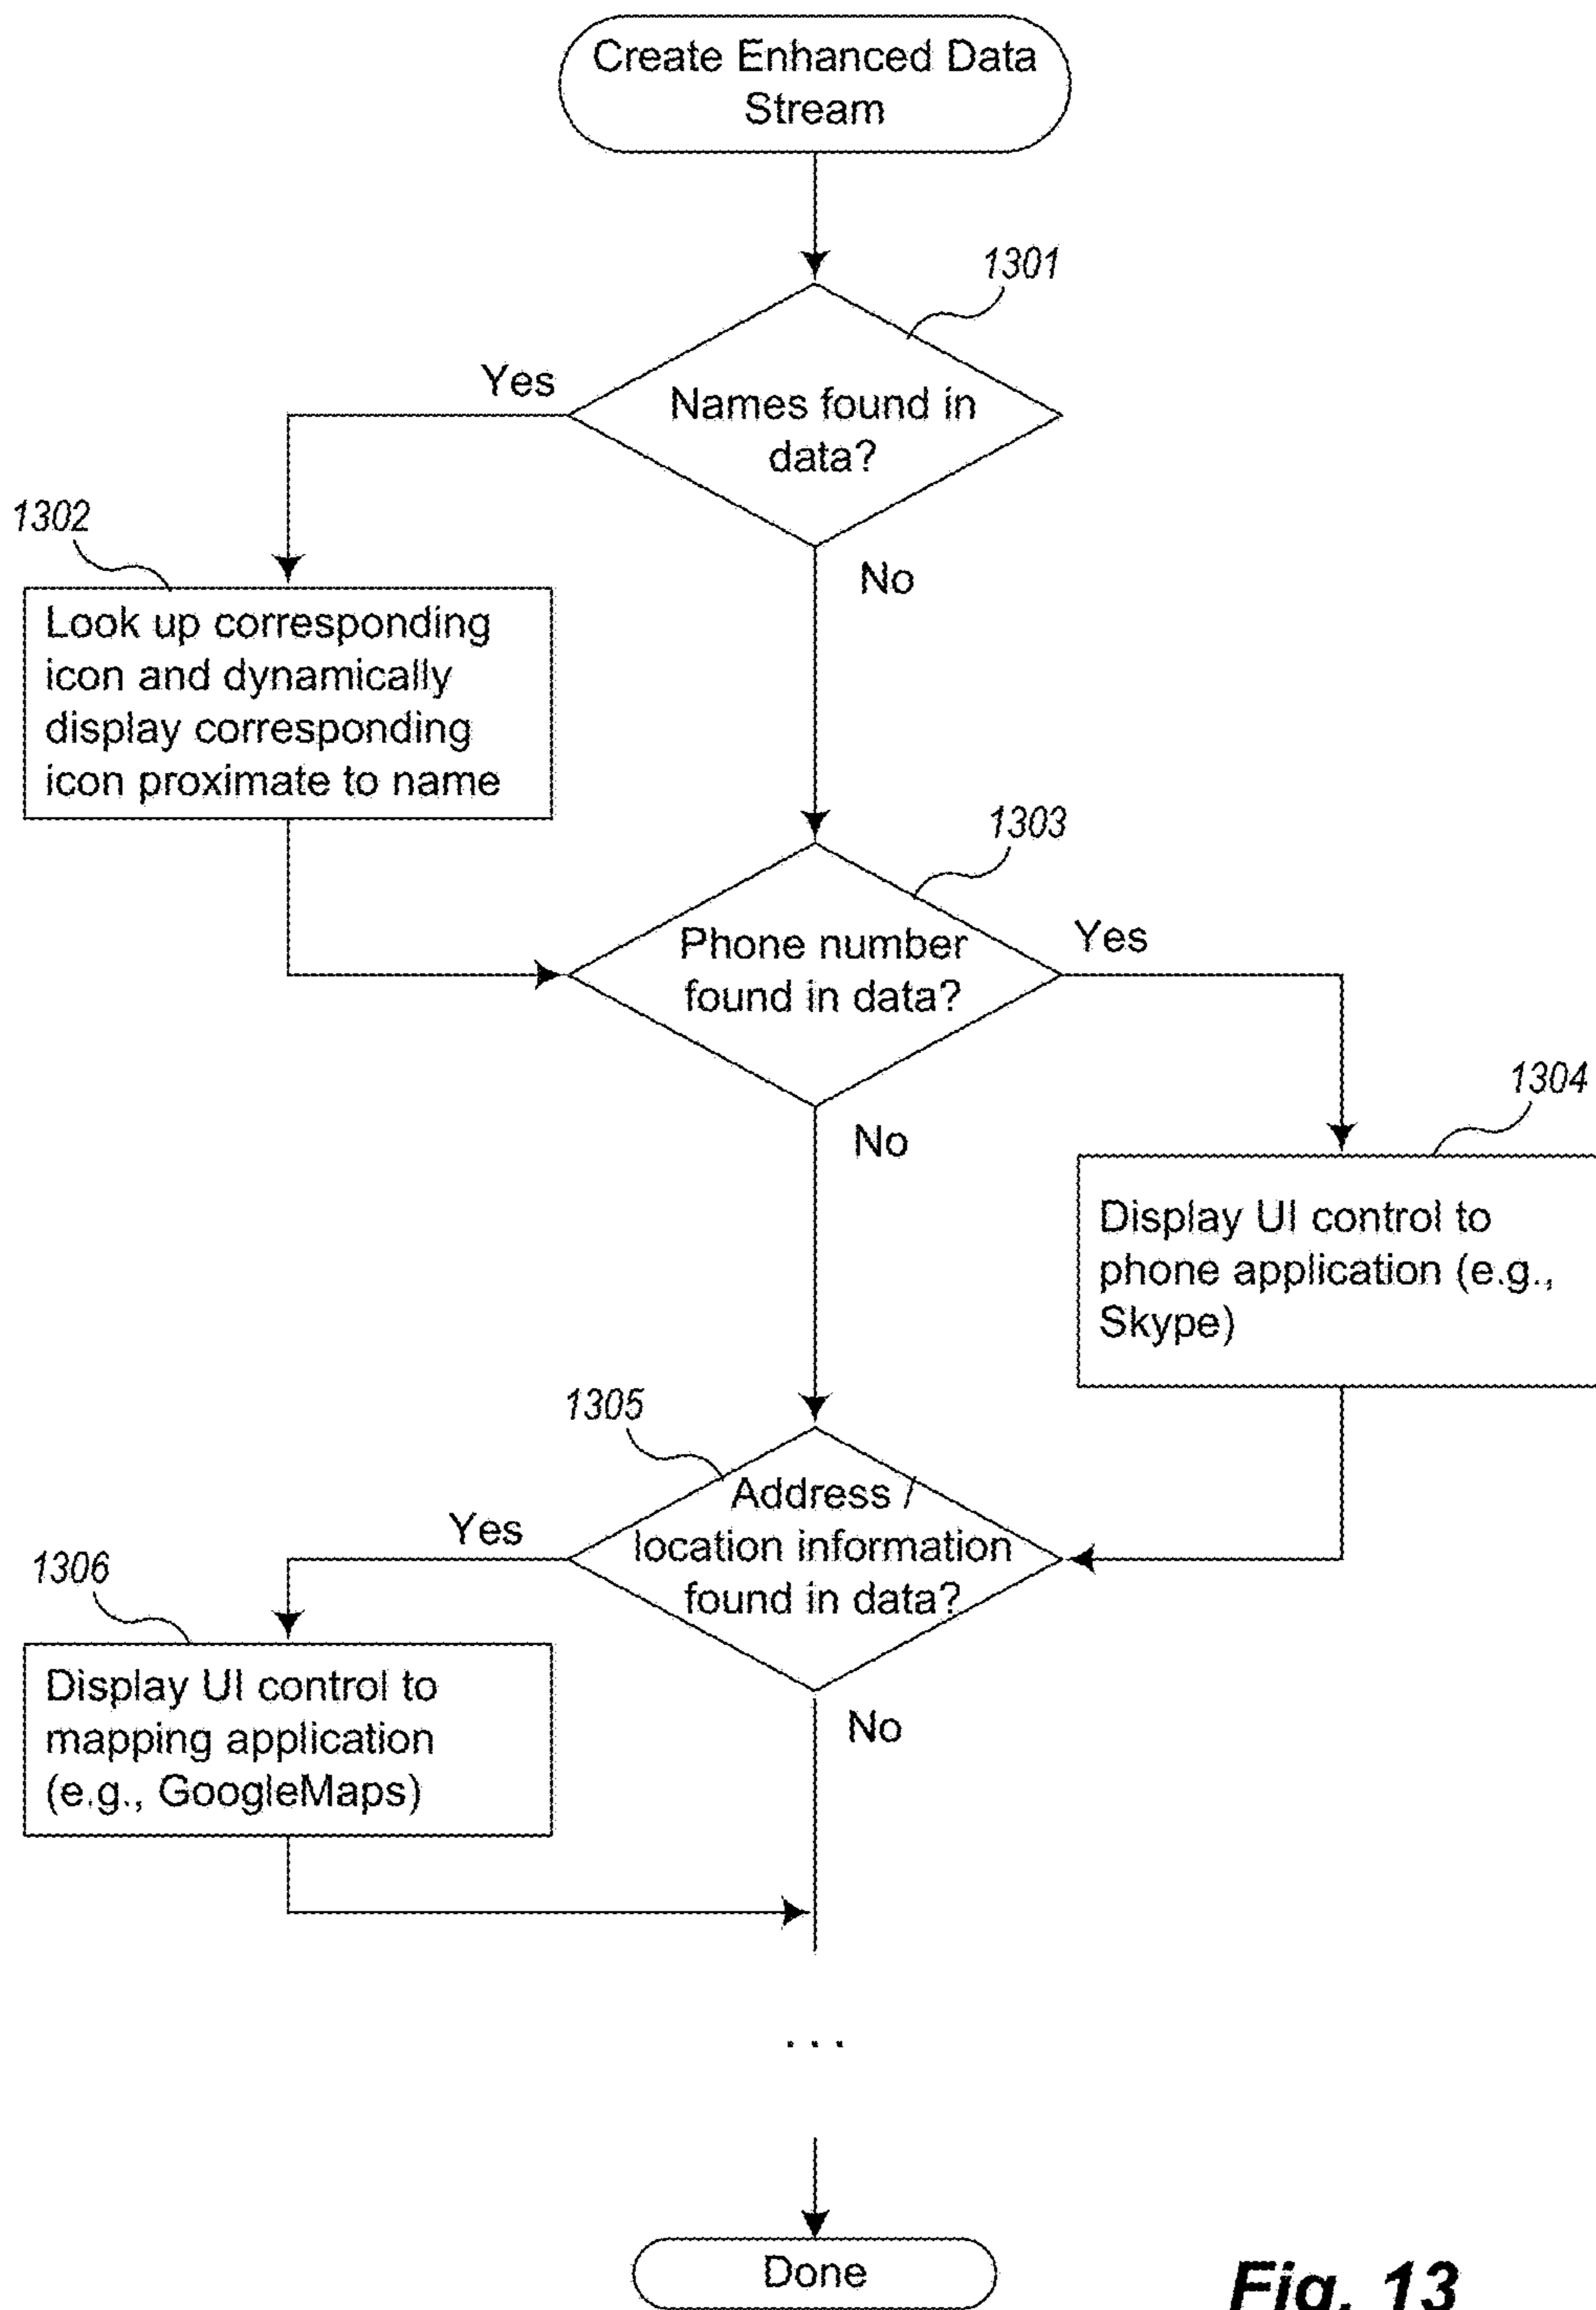 Create Enhanced Data
Stream
1301
Yes
Names found in
data?
1302
No
Look up corresponding
icon and dynamically
display corresponding
icon proximate to name
1303
Phone number
found in data?
Yes
1304
No
Display UI control to
phone application (e.g.,
Skype)
1305
Address /
location information
found in data?
Yes
1306
Display UI control to
mapping application
(e.g., GoogleMaps)
No
...
Done
Fig. 13